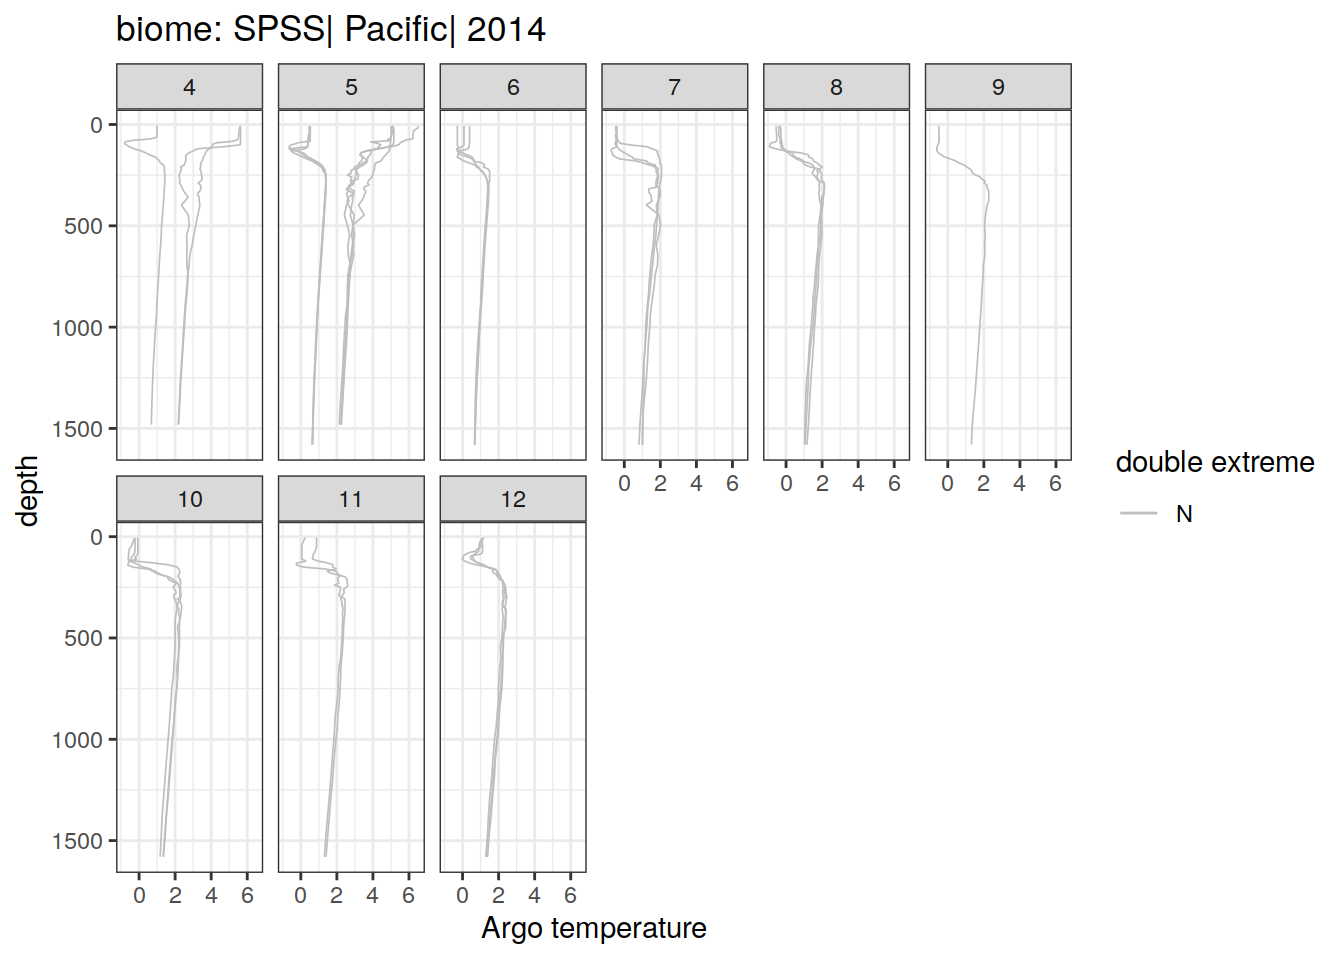 biome: SPSS| Pacific| 2014
4 5 6 7 8 9
0
500
1000
1500
0 2 4 6 0 2 4 6 0 2 4 6
depth
10 11 12
0
500
1000
1500
0 2 4 6 0 2 4 6 0 2 4 6
Argo temperature
double extreme
N